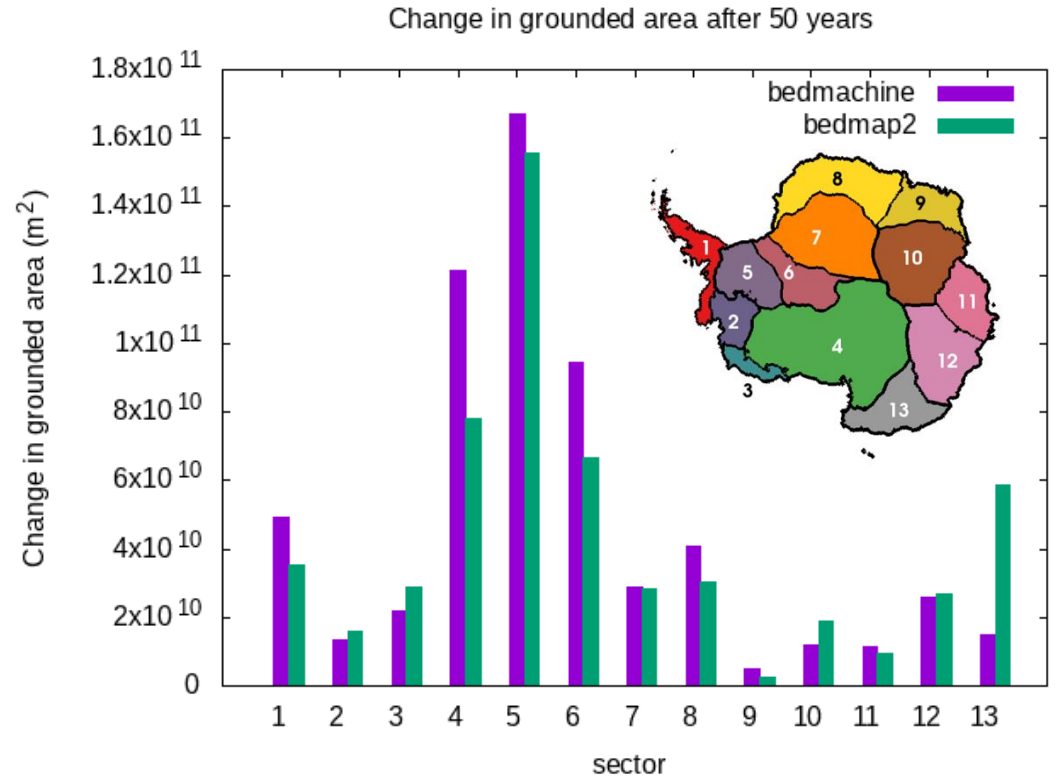 Change in grounded area after 50 years
Change in grounded area (m²)
1.8x10 11
1.6x10 11
1.4x10 11
1.2x10 11
1x10 11
8x10 10
6x10 10
4x10 10
2x10 10
0
bedmachine
bedmap2
8
9
7
1
10
5
6
11
2
4
12
3
13
1 2 3 4 5 6 7 8 9 10 11 12 13
sector